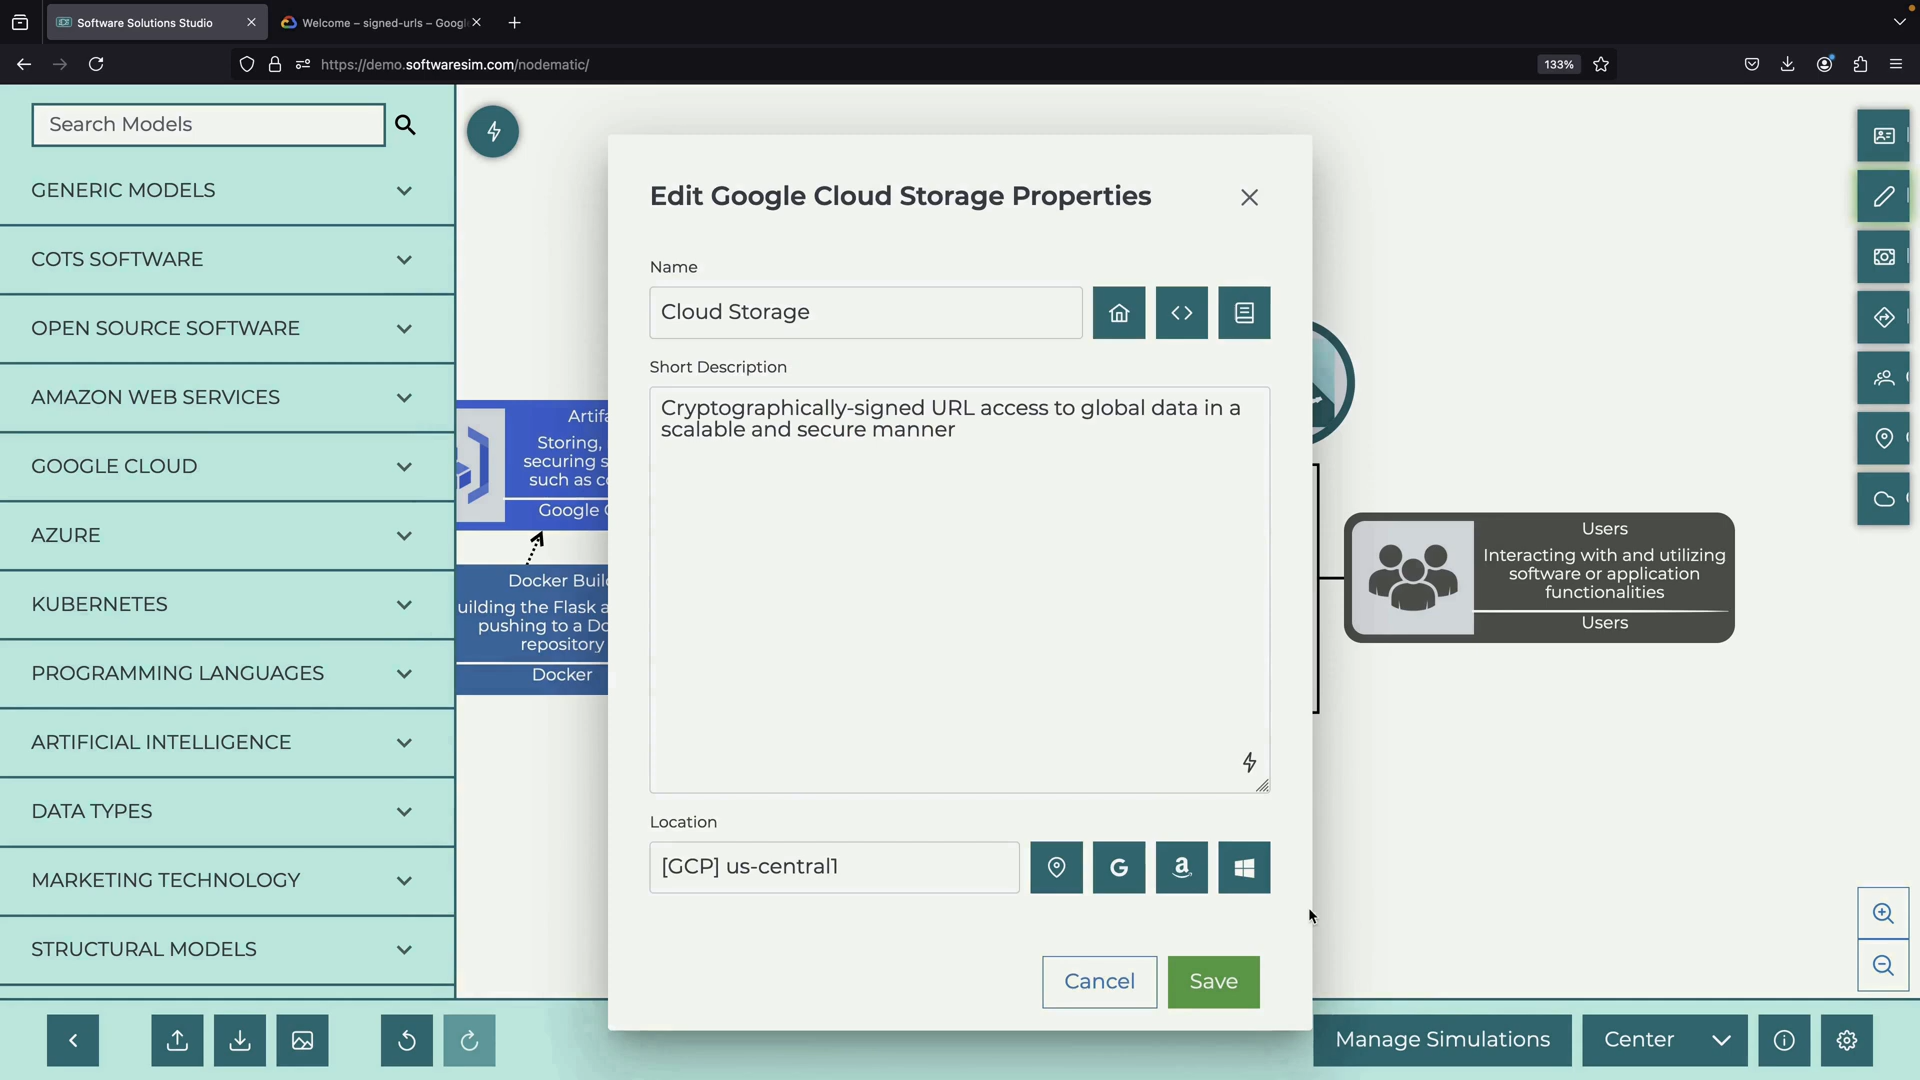 Software Solutions Studio
Welcome – signed-urls – Googl
https://demo.softwaresim.com/nodematic/
133%
Search Models
GENERIC MODELS
COTS SOFTWARE
OPEN SOURCE SOFTWARE
AMAZON WEB SERVICES
GOOGLE CLOUD
AZURE
KUBERNETES
PROGRAMMING LANGUAGES
ARTIFICIAL INTELLIGENCE
DATA TYPES
MARKETING TECHNOLOGY
STRUCTURAL MODELS
Artifa
Storing,
securing s
such as co
Google C
Docker Buil
uilding the Flask a
pushing to a Do
repository
Docker
Edit Google Cloud Storage Properties
Name
Cloud Storage
Short Description
Cryptographically-signed URL access to global data in a
scalable and secure manner
Location
[GCP] us-central1
Cancel
Save
Users
Interacting with and utilizing
software or application
functionalities
Users
Manage Simulations
Center